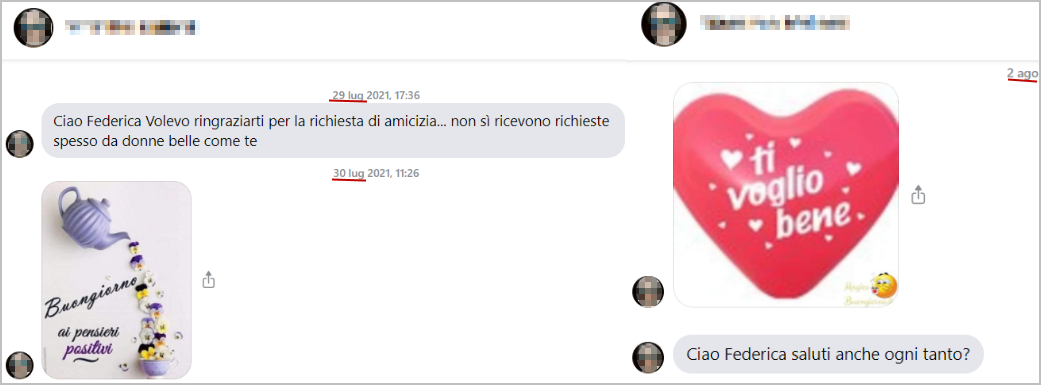 29 lug 2021, 17:36
Ciao Federica Volevo ringraziarti per la richiesta di amicizia... non sì ricevono richieste
spesso da donne belle come te
30 lug 2021, 11:26
Buongiorno
ai pensieri
positivi
2 ago
ti
voglio
bene
Buongiorno
Ciao Federica saluti anche ogni tanto?